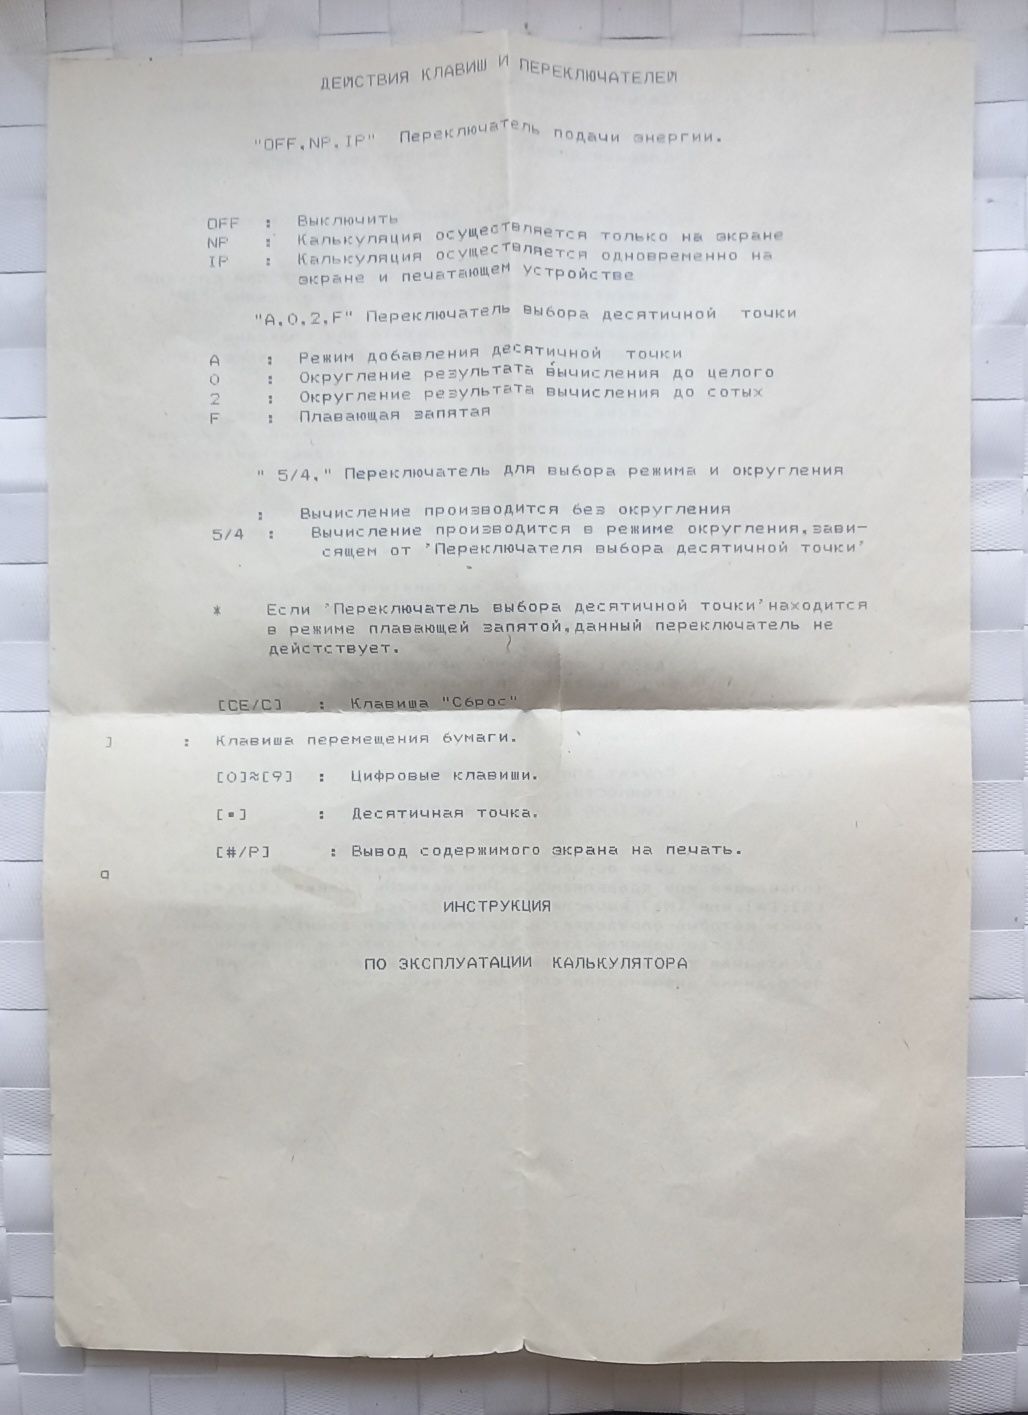 ДЕЙСТВИЯ КЛАВИШ И ПЕРЕКЛЮЧАТЕЛЕЙ
"OFF,NP,IP" Переключатель подачи энергии.
OFF : Выключить
NP : Калькуляция осуществляется только на экране
IP : Калькуляция осуществляется одновременно на
экране и печатающем устройстве
"A,0,2,F" Переключатель выбора десятичной точки
A : Режим добавления десятичной точки
0 : Округление результата вычисления до целого
2 : Округление результата вычисления до сотых
F : Плавающая запятая
" 5/4," Переключатель для выбора режима и округления
: Вычисление производится без округления
5/4 : Вычисление производится в режиме округления,зави-
сящем от 'Переключателя выбора десятичной точки'
* Если 'Переключатель выбора десятичной точки'находится
в режиме плавающей запятой,данный переключатель не
действтвует.
[CE/C] : Клавиша "Сброс"
] : Клавиша перемещения бумаги.
[0]≈[9] : Цифровые клавиши.
[▪] : Десятичная точка.
[#/P] : Вывод содержимого экрана на печать.
q
ИНСТРУКЦИЯ
ПО ЭКСПЛУАТАЦИИ КАЛЬКУЛЯТОРА